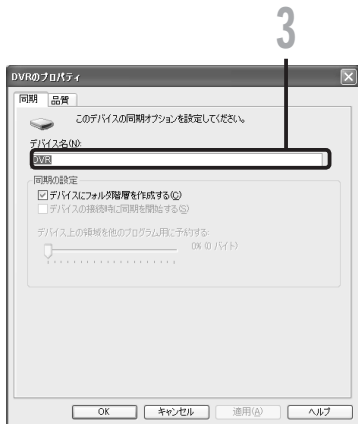 3
DVRのプロパティ
同期 品質
このデバイスの同期オプションを設定してください。
デバイス名(N):
DVR
同期の設定
デバイスにフォルダ階層を作成する(C)
デバイスの接続時に同期を開始する(S)
デバイス上の領域を他のプログラム用に予約する:
0% (0 バイト)
OK キャンセル 適用(A) ヘルプ